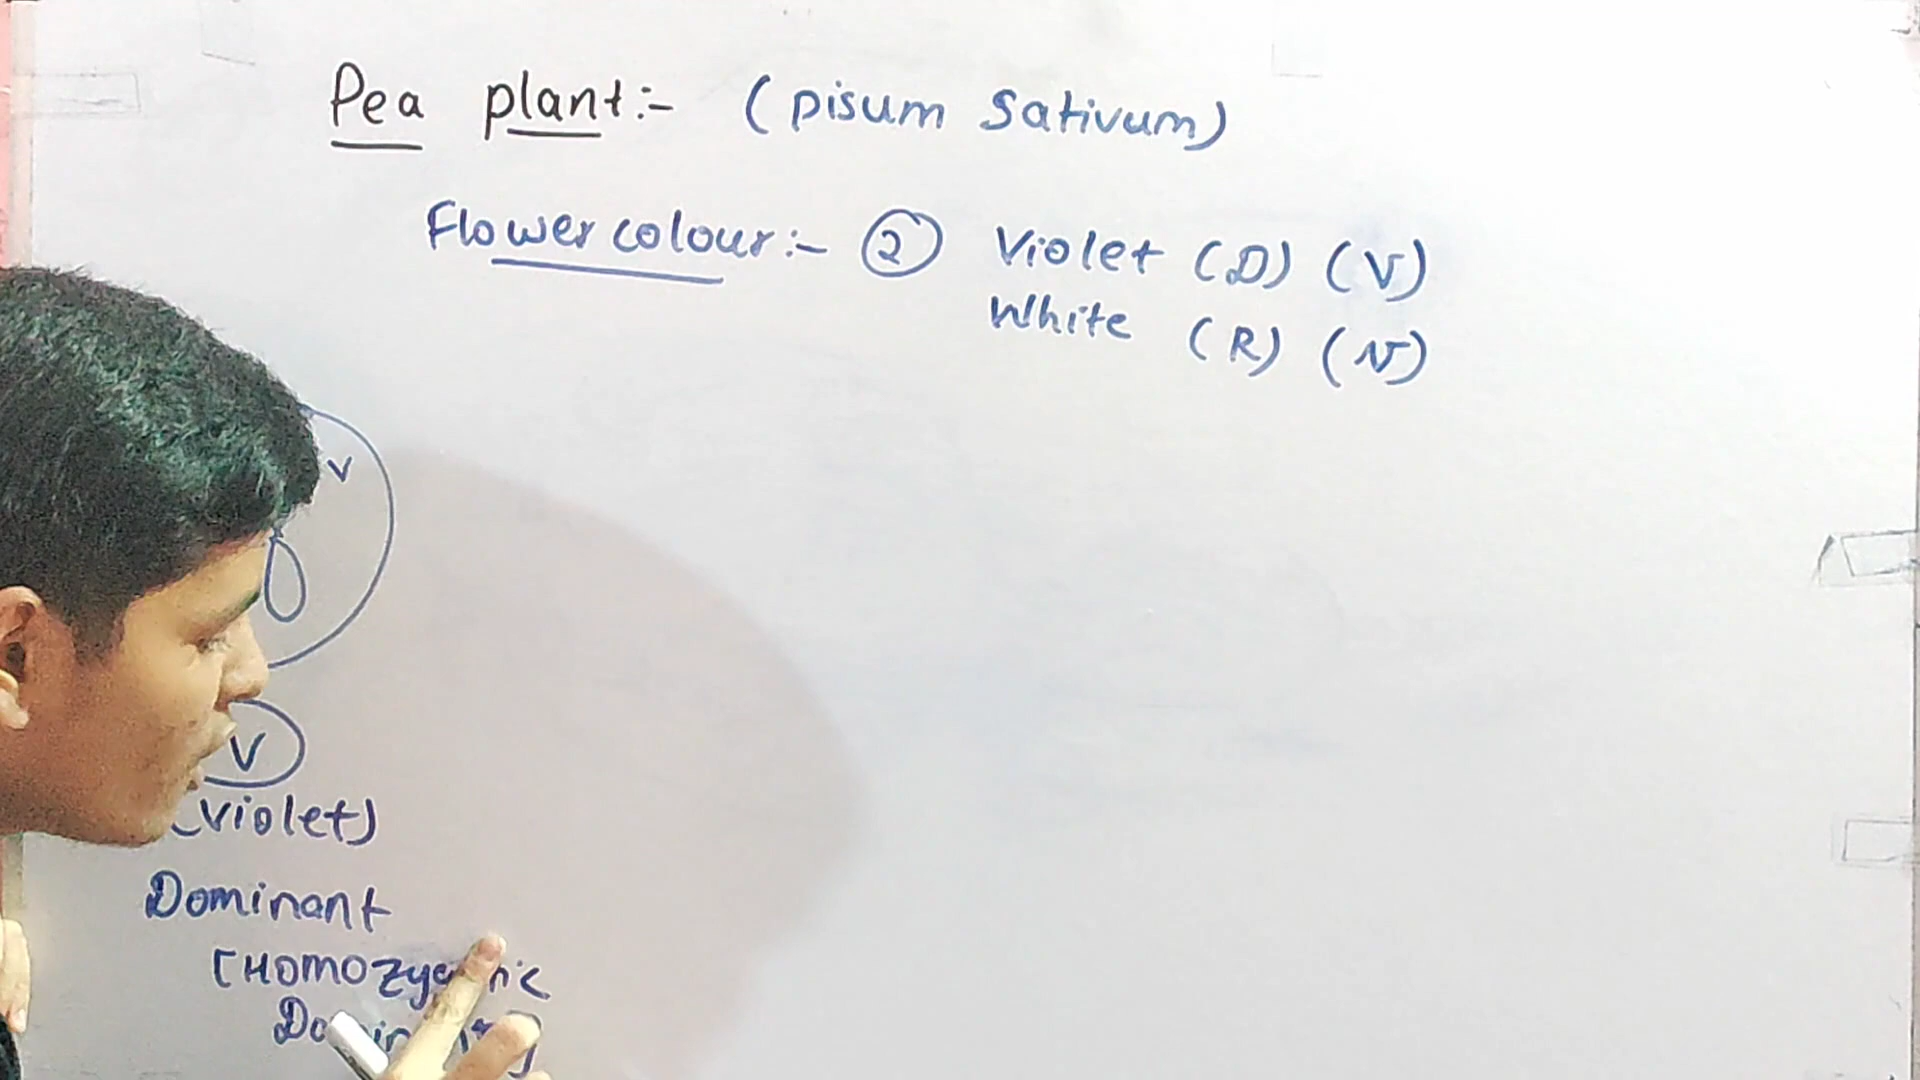 Pea plant:- (pisum sativum)
Flower colour:- ② Violet (D) (V)
White (R) (v)
V
V
(violet)
Dominant